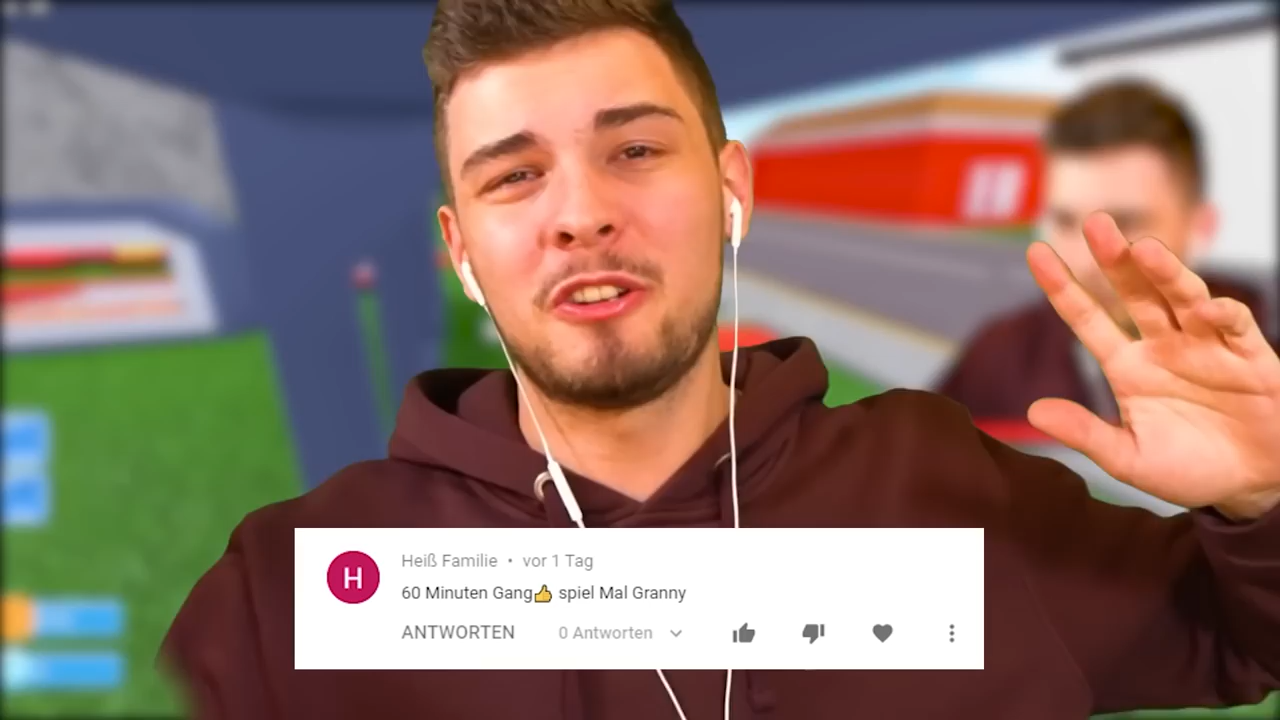 Heiß Familie • vor 1 Tag
60 Minuten Gang👍 spiel Mal Granny
ANTWORTEN 0 Antworten
H